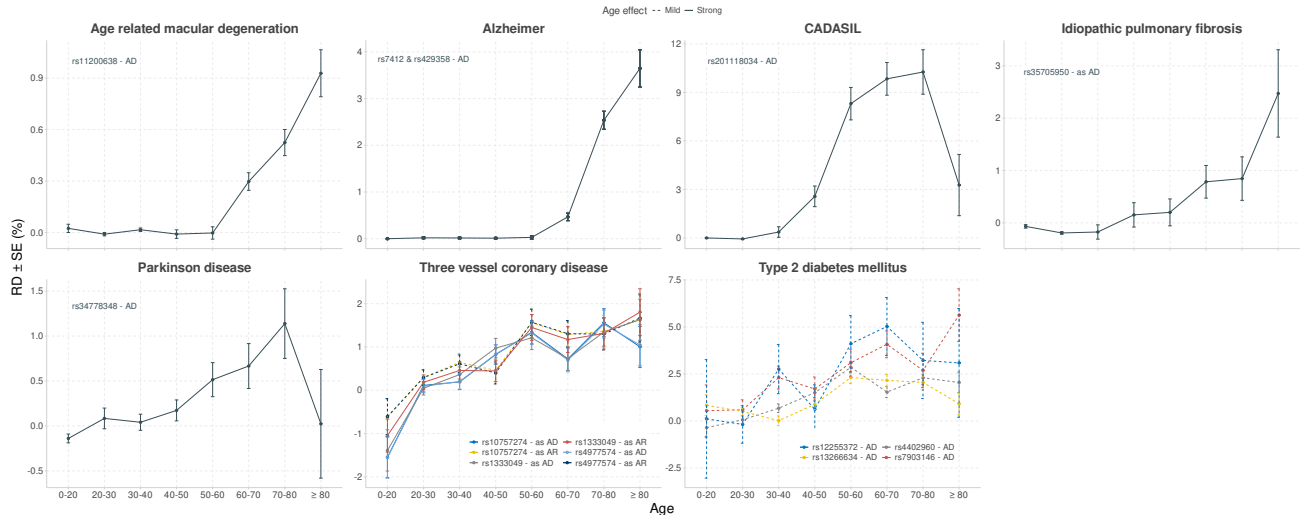 Age effect -- Mild — Strong
Age related macular degeneration
Alzheimer
CADASIL
Idiopathic pulmonary fibrosis
rs11200638 - AD
rs7412 & rs429358 - AD
rs201118034 - AD
rs35705950 - as AD
0.9
0.6
0.3
0.0
4
3
2
1
0
12
9
6
3
0
3
2
1
0
RD ± SE (%)
Parkinson disease
Three vessel coronary disease
Type 2 diabetes mellitus
rs34778348 - AD
1.5
1.0
0.5
0.0
-0.5
2
1
0
-1
-2
7.5
5.0
2.5
0.0
-2.5
rs10757274 - as AD
rs1333049 - as AR
rs10757274 - as AR
rs4977574 - as AD
rs1333049 - as AD
rs4977574 - as AR
rs12255372 - AD
rs4402960 - AD
rs13266634 - AD
rs7903146 - AD
0-20 20-30 30-40 40-50 50-60 60-70 70-80 ≥ 80
0-20 20-30 30-40 40-50 50-60 60-70 70-80 ≥ 80
0-20 20-30 30-40 40-50 50-60 60-70 70-80 ≥ 80
Age